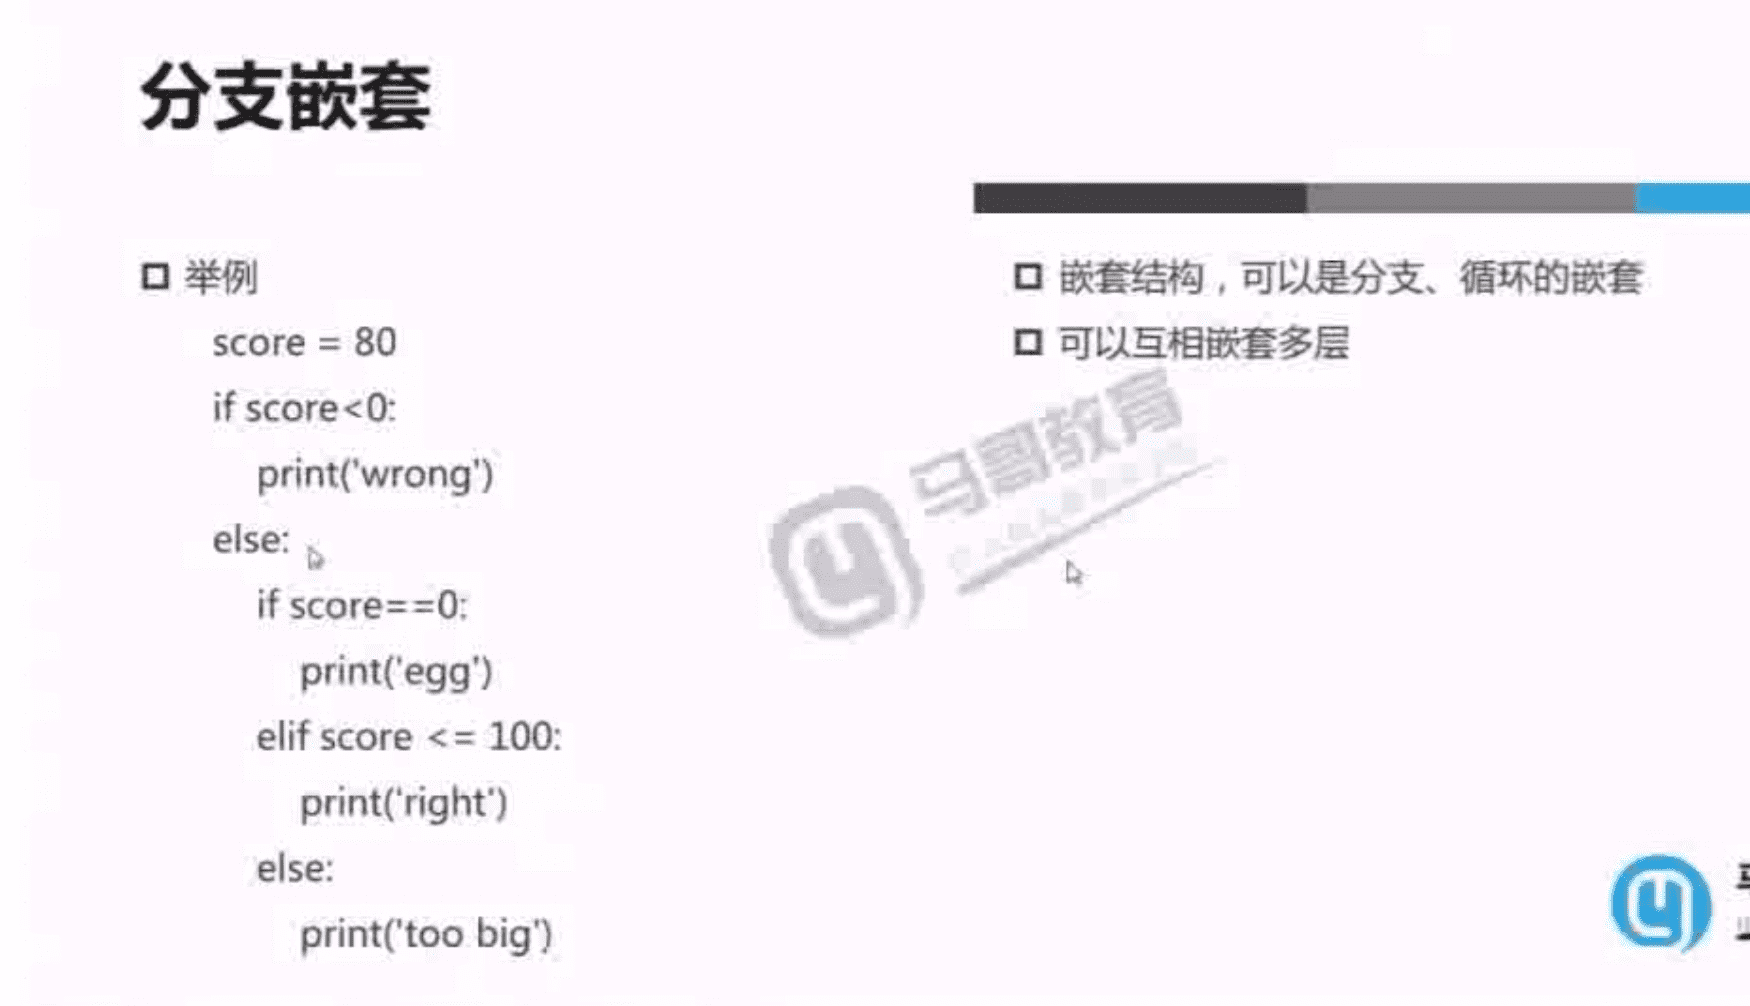 分支嵌套
举例
score = 80
if score<0:
print('wrong')
else:
if score==0:
print('egg')
elif score <= 100:
print('right')
else:
print('too big')
嵌套结构，可以是分支、循环的嵌套
可以互相嵌套多层
马哥教育